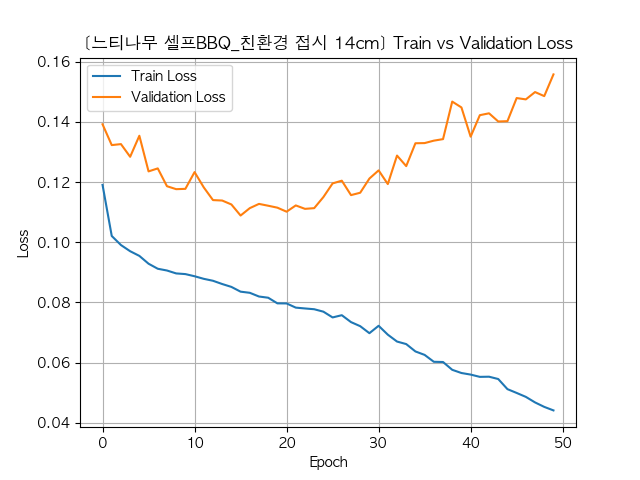 [느티나무 셀프BBQ_친환경 접시 14cm] Train vs Validation Loss
Train Loss
Validation Loss
0.16
0.14
0.12
0.10
0.08
0.06
0.04
Loss
0 10 20 30 40 50
Epoch